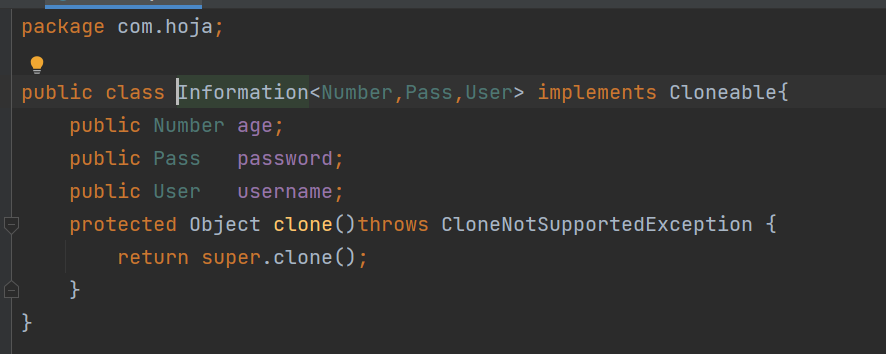 package com.hoja;
public class Information<Number,Pass,User> implements Cloneable{
    public Number age;
    public Pass   password;
    public User   username;
    protected Object clone()throws CloneNotSupportedException {
        return super.clone();
    }
}